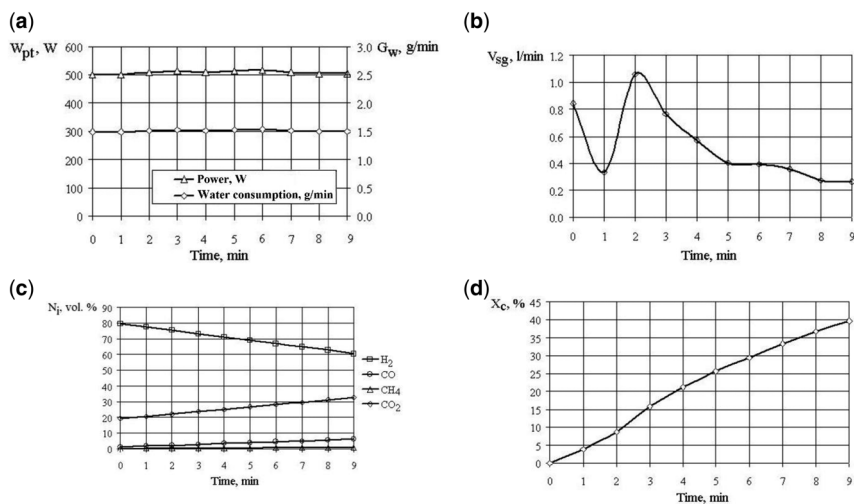 (a)
W_pt, W
G_w, g/min
600
500
400
300
200
100
0
3.0
2.5
2.0
1.5
1.0
0.5
0.0
Power, W
Water consumption, g/min
0 1 2 3 4 5 6 7 8 9
Time, min
(b)
V_sg, l/min
1.2
1.0
0.8
0.6
0.4
0.2
0.0
0 1 2 3 4 5 6 7 8 9
Time, min
(c)
N_i, vol. %
90
80
70
60
50
40
30
20
10
0
H₂
CO
CH₄
CO₂
0 1 2 3 4 5 6 7 8 9
Time, min
(d)
X_c, %
45
40
35
30
25
20
15
10
5
0
0 1 2 3 4 5 6 7 8 9
Time, min